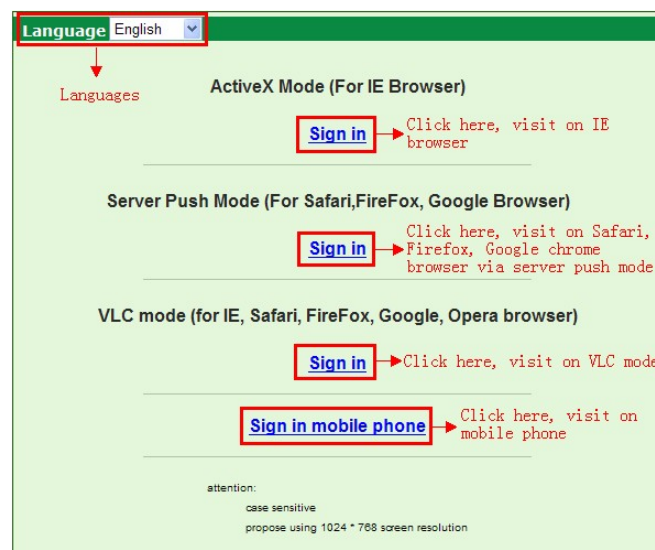 Language English
Languages
ActiveX Mode (For IE Browser)
Sign in
Click here, visit on IE
browser
Server Push Mode (For Safari,FireFox, Google Browser)
Sign in
Click here, visit on Safari,
Firefox, Google chrome
browser via server push mode
VLC mode (for IE, Safari, FireFox, Google, Opera browser)
Sign in
Click here, visit on VLC mode
Sign in mobile phone
Click here, visit on
mobile phone
attention:
case sensitive
propose using 1024 * 768 screen resolution